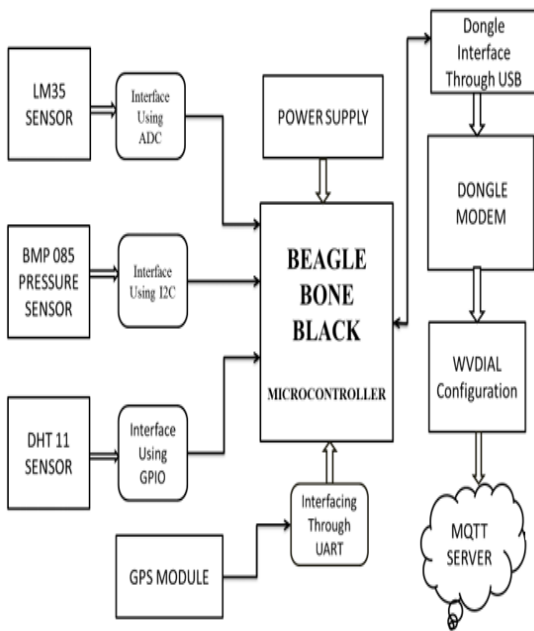 LM35
SENSOR
Interface
Using
ADC
POWER SUPPLY
Dongle
Interface
Through USB
DONGLE
MODEM
BMP 085
PRESSURE
SENSOR
Interface
Using I2C
BEAGLE
BONE
BLACK
MICROCONTROLLER
WVDIAL
Configuration
DHT 11
SENSOR
Interface
Using
GPIO
Interfacing
Through
UART
GPS MODULE
MQTT
SERVER